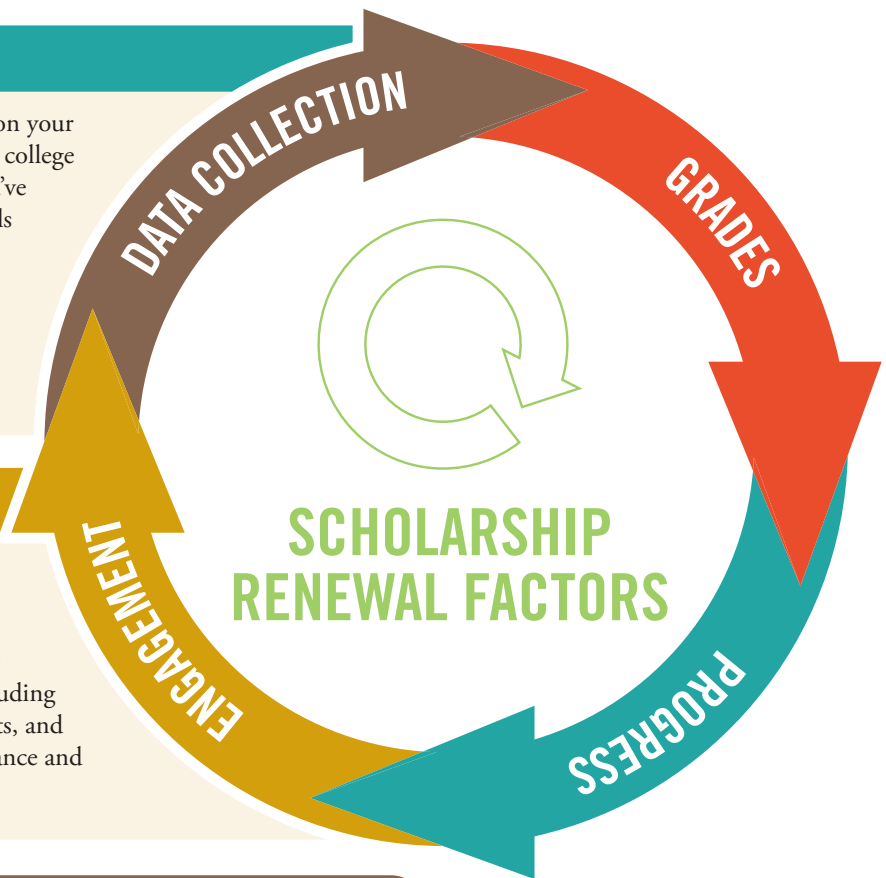 on your
college
've
ls
uding
ts, and
ance and
DATA COLLECTION
GRADES
PROGRESS
ENGAGEMENT
SCHOLARSHIP
RENEWAL FACTORS